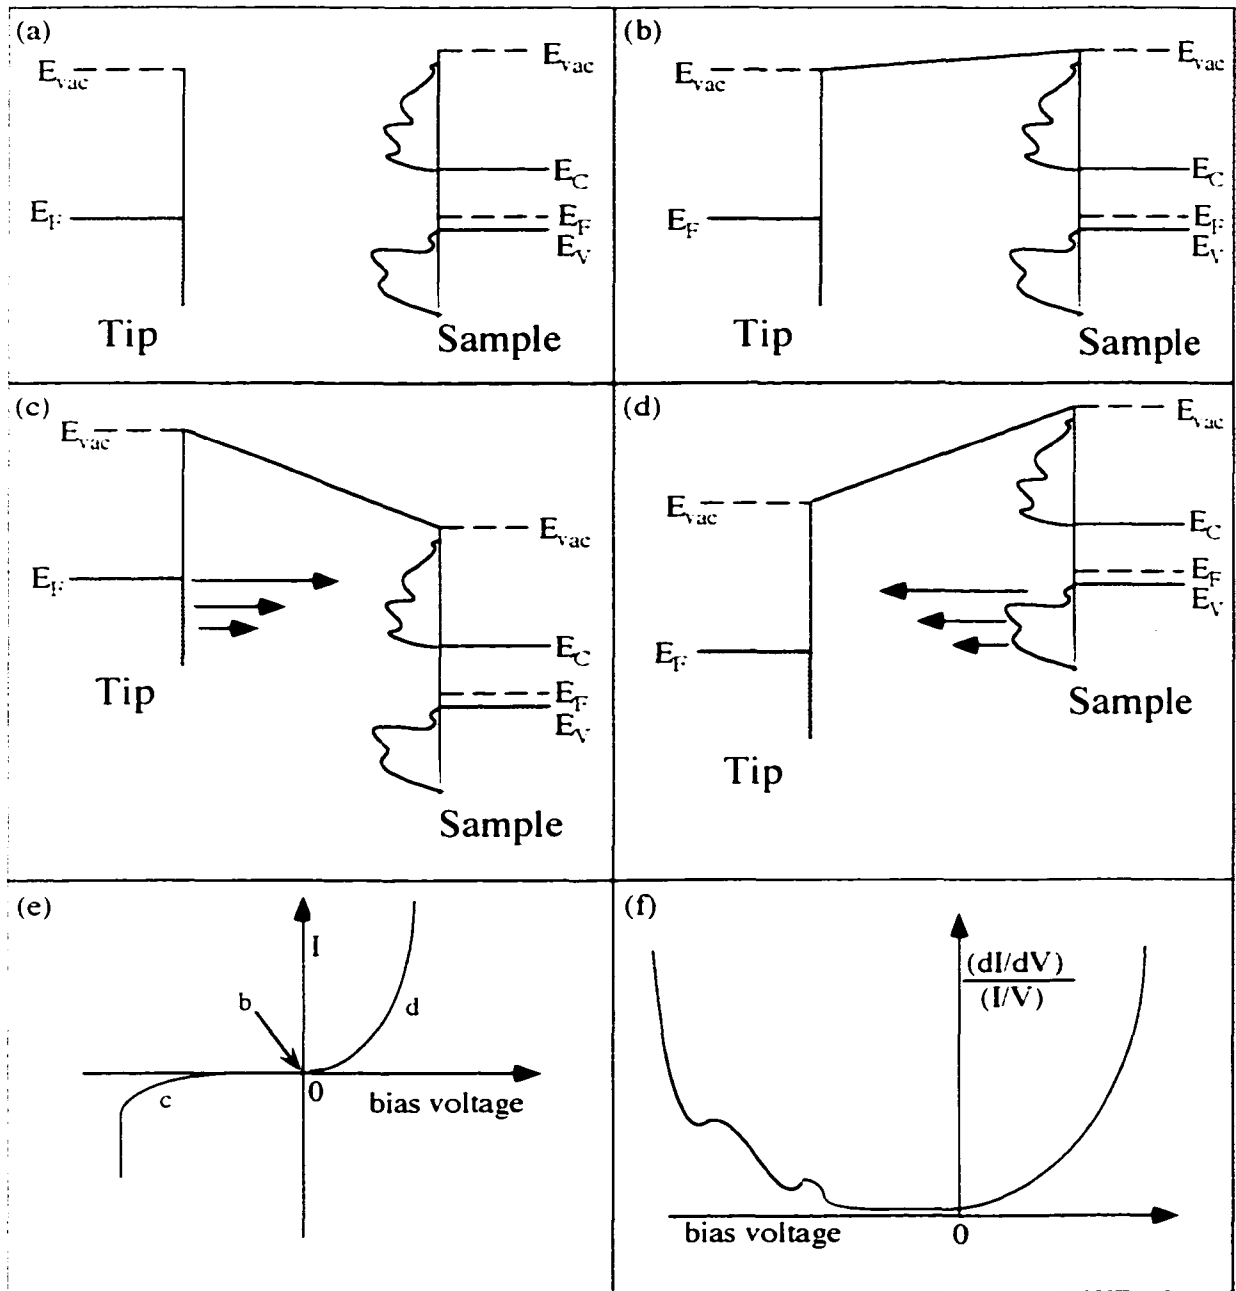 (a)
E_vac
E_vac
E_C
E_F
E_F
E_V
Tip
Sample
(b)
E_vac
E_vac
E_C
E_F
E_F
E_V
Tip
Sample
(c)
E_vac
E_vac
E_F
E_C
E_F
E_V
Tip
Sample
(d)
E_vac
E_vac
E_C
E_F
E_V
E_F
Sample
Tip
(e)
I
b
d
c
0
bias voltage
(f)
(dI/dV)
(I/V)
bias voltage
0